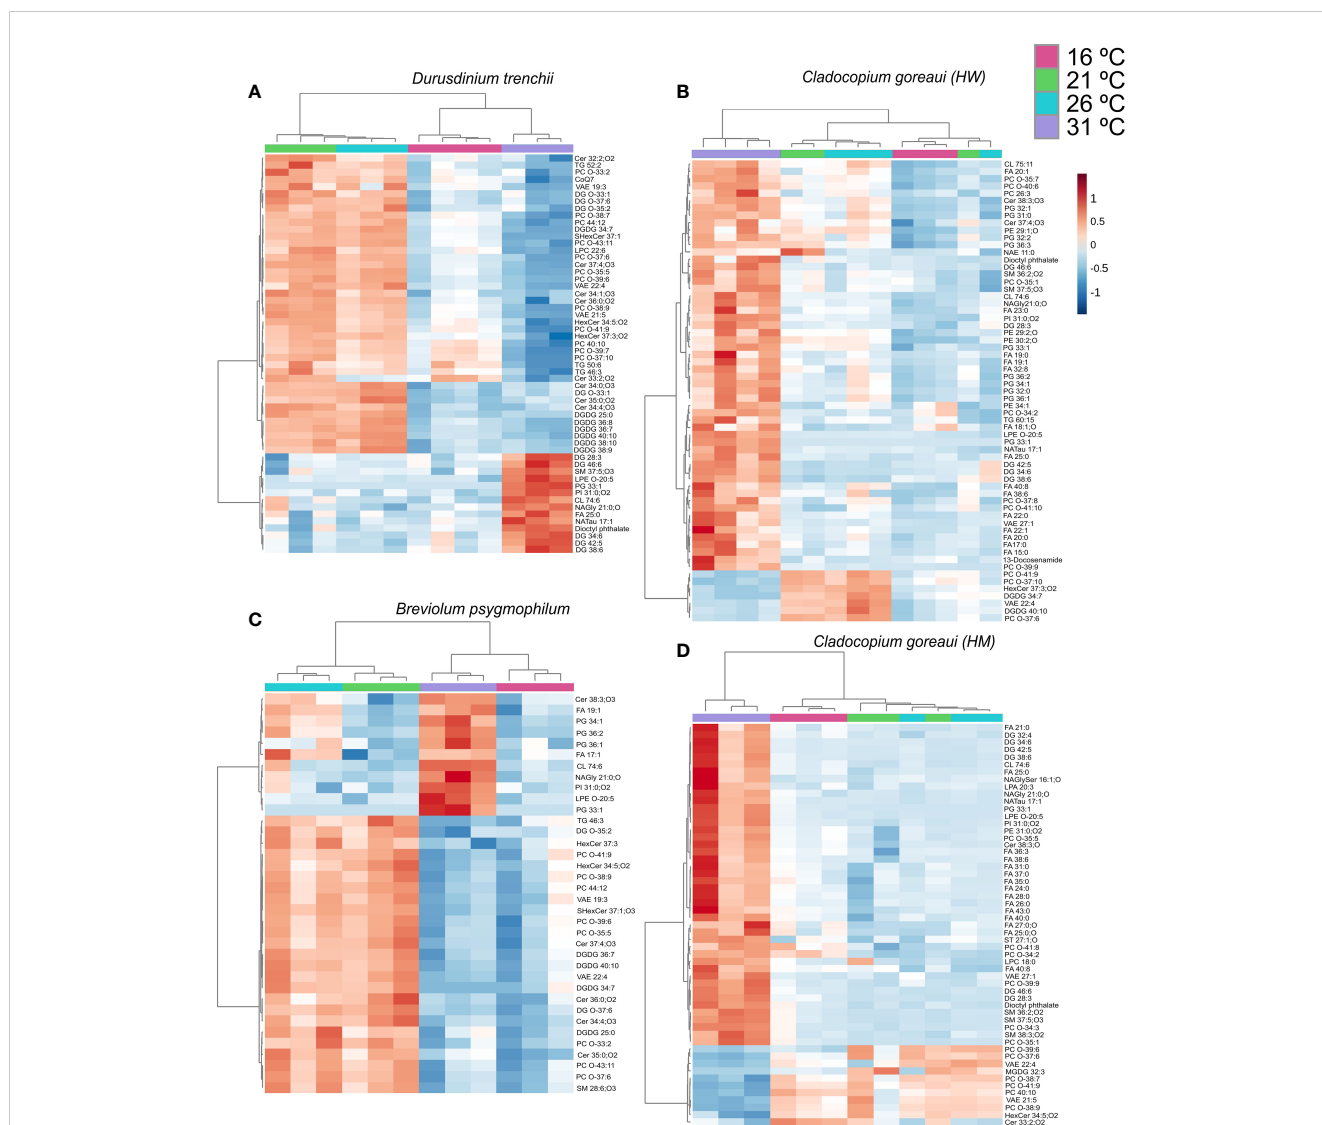 16 ºC
21 ºC
26 ºC
31 ºC
1
0.5
0
-0.5
-1
A
Durusdinium trenchii
Cer 32:2;O2
TG 52:2
PC O-33:2
CoQ7
VAE 19:3
DG O-33:1
DG O-37:6
DG O-35:2
PC O-38:7
PC 44:12
DGDG 34:7
SHexCer 37:1
PC O-43:11
LPC 22:6
PC O-37:6
Cer 37:4;O3
PC O-35:5
PC O-39:6
VAE 22:4
Cer 34:1;O3
Cer 36:0;O2
PC O-38:9
VAE 21:5
HexCer 34:5;O2
PC O-41:9
HexCer 37:3;O2
PC 40:10
PC O-39:7
PC O-37:10
TG 50:6
TG 46:3
Cer 33:2;O2
Cer 34:0;O3
DG O-33:1
Cer 35:0;O2
Cer 34:4;O3
DGDG 25:0
DGDG 36:8
DGDG 36:7
DGDG 40:10
DGDG 38:10
DGDG 38:9
DG 28:3
DG 46:6
SM 37:5;O3
LPE O-20:5
PG 33:1
PI 31:0;O2
CL 74:6
NAGly 21:0;O
FA 25:0
NATau 17:1
Dioctyl phthalate
DG 34:6
DG 42:5
DG 38:6
B
Cladocopium goreaui (HW)
CL 75:11
FA 20:1
PC O-35:7
PC O-40:6
PC 26:3
Cer 38:3;O3
PG 32:1
PG 31:0
Cer 37:4;O3
PE 29:1;O
PG 32:2
PG 36:3
NAE 11:0
Dioctyl phthalate
DG 46:6
SM 36:2;O2
PC O-35:1
SM 37:5;O3
CL 74:6
NAGly21:0;O
FA 23:0
PI 31:0;O2
DG 28:3
PE 29:2;O
PE 30:2;O
PG 33:1
FA 19:0
FA 19:1
FA 32:8
PG 36:2
PG 34:1
PG 32:0
PG 36:1
PE 34:1
PC O-34:2
TG 60:15
FA 18:1;O
LPE O-20:5
PG 33:1
NATau 17:1
FA 25:0
DG 42:5
DG 34:6
DG 38:6
FA 40:8
FA 38:6
PC O-37:8
PC O-41:10
FA 22:0
VAE 27:1
FA 22:1
FA 20:0
FA17:0
FA 15:0
13-Docosenamide
PC O-39:9
PC O-41:9
PC O-37:10
HexCer 37:3;O2
DGDG 34:7
VAE 22:4
DGDG 40:10
PC O-37:6
C
Breviolum psygmophilum
Cer 38:3;O3
FA 19:1
PG 34:1
PG 36:2
PG 36:1
FA 17:1
CL 74:6
NAGly 21:0;O
PI 31:0;O2
LPE O-20:5
PG 33:1
TG 46:3
DG O-35:2
HexCer 37:3
PC O-41:9
HexCer 34:5;O2
PC O-38:9
PC 44:12
VAE 19:3
SHexCer 37:1;O3
PC O-39:6
PC O-35:5
Cer 37:4;O3
DGDG 36:7
DGDG 40:10
VAE 22:4
DGDG 34:7
Cer 36:0;O2
DG O-37:6
Cer 34:4;O3
DGDG 25:0
PC O-33:2
Cer 35:0;O2
PC O-43:11
PC O-37:6
SM 28:6;O3
D
Cladocopium goreaui (HM)
FA 21:0
DG 32:4
DG 34:6
DG 42:5
DG 38:6
CL 74:6
FA 25:0
NAGlySer 16:1;O
LPA 20:3
NAGly 21:0;O
NATau 17:1
PG 33:1
LPE O-20:5
PI 31:0;O2
PE 31:0;O2
PC O-35:5
Cer 38:3;O
FA 36:3
FA 38:6
FA 31:0
FA 37:0
FA 35:0
FA 24:0
FA 28:0
FA 26:0
FA 43:0
FA 40:0
FA 27:0;O
FA 25:0;O
ST 27:1;O
PC O-41:8
PC O-34:2
LPC 18:0
FA 40:8
VAE 27:1
PC O-39:9
DG 46:6
DG 28:3
Dioctyl phthalate
SM 36:2;O2
SM 37:5;O3
PC O-34:3
SM 38:3;O2
PC O-35:1
PC O-39:6
PC O-37:6
VAE 22:4
MGDG 32:3
PC O-38:7
PC O-41:9
PC 40:10
VAE 21:5
PC O-38:9
HexCer 34:5;O2
Cer 33:2;O2